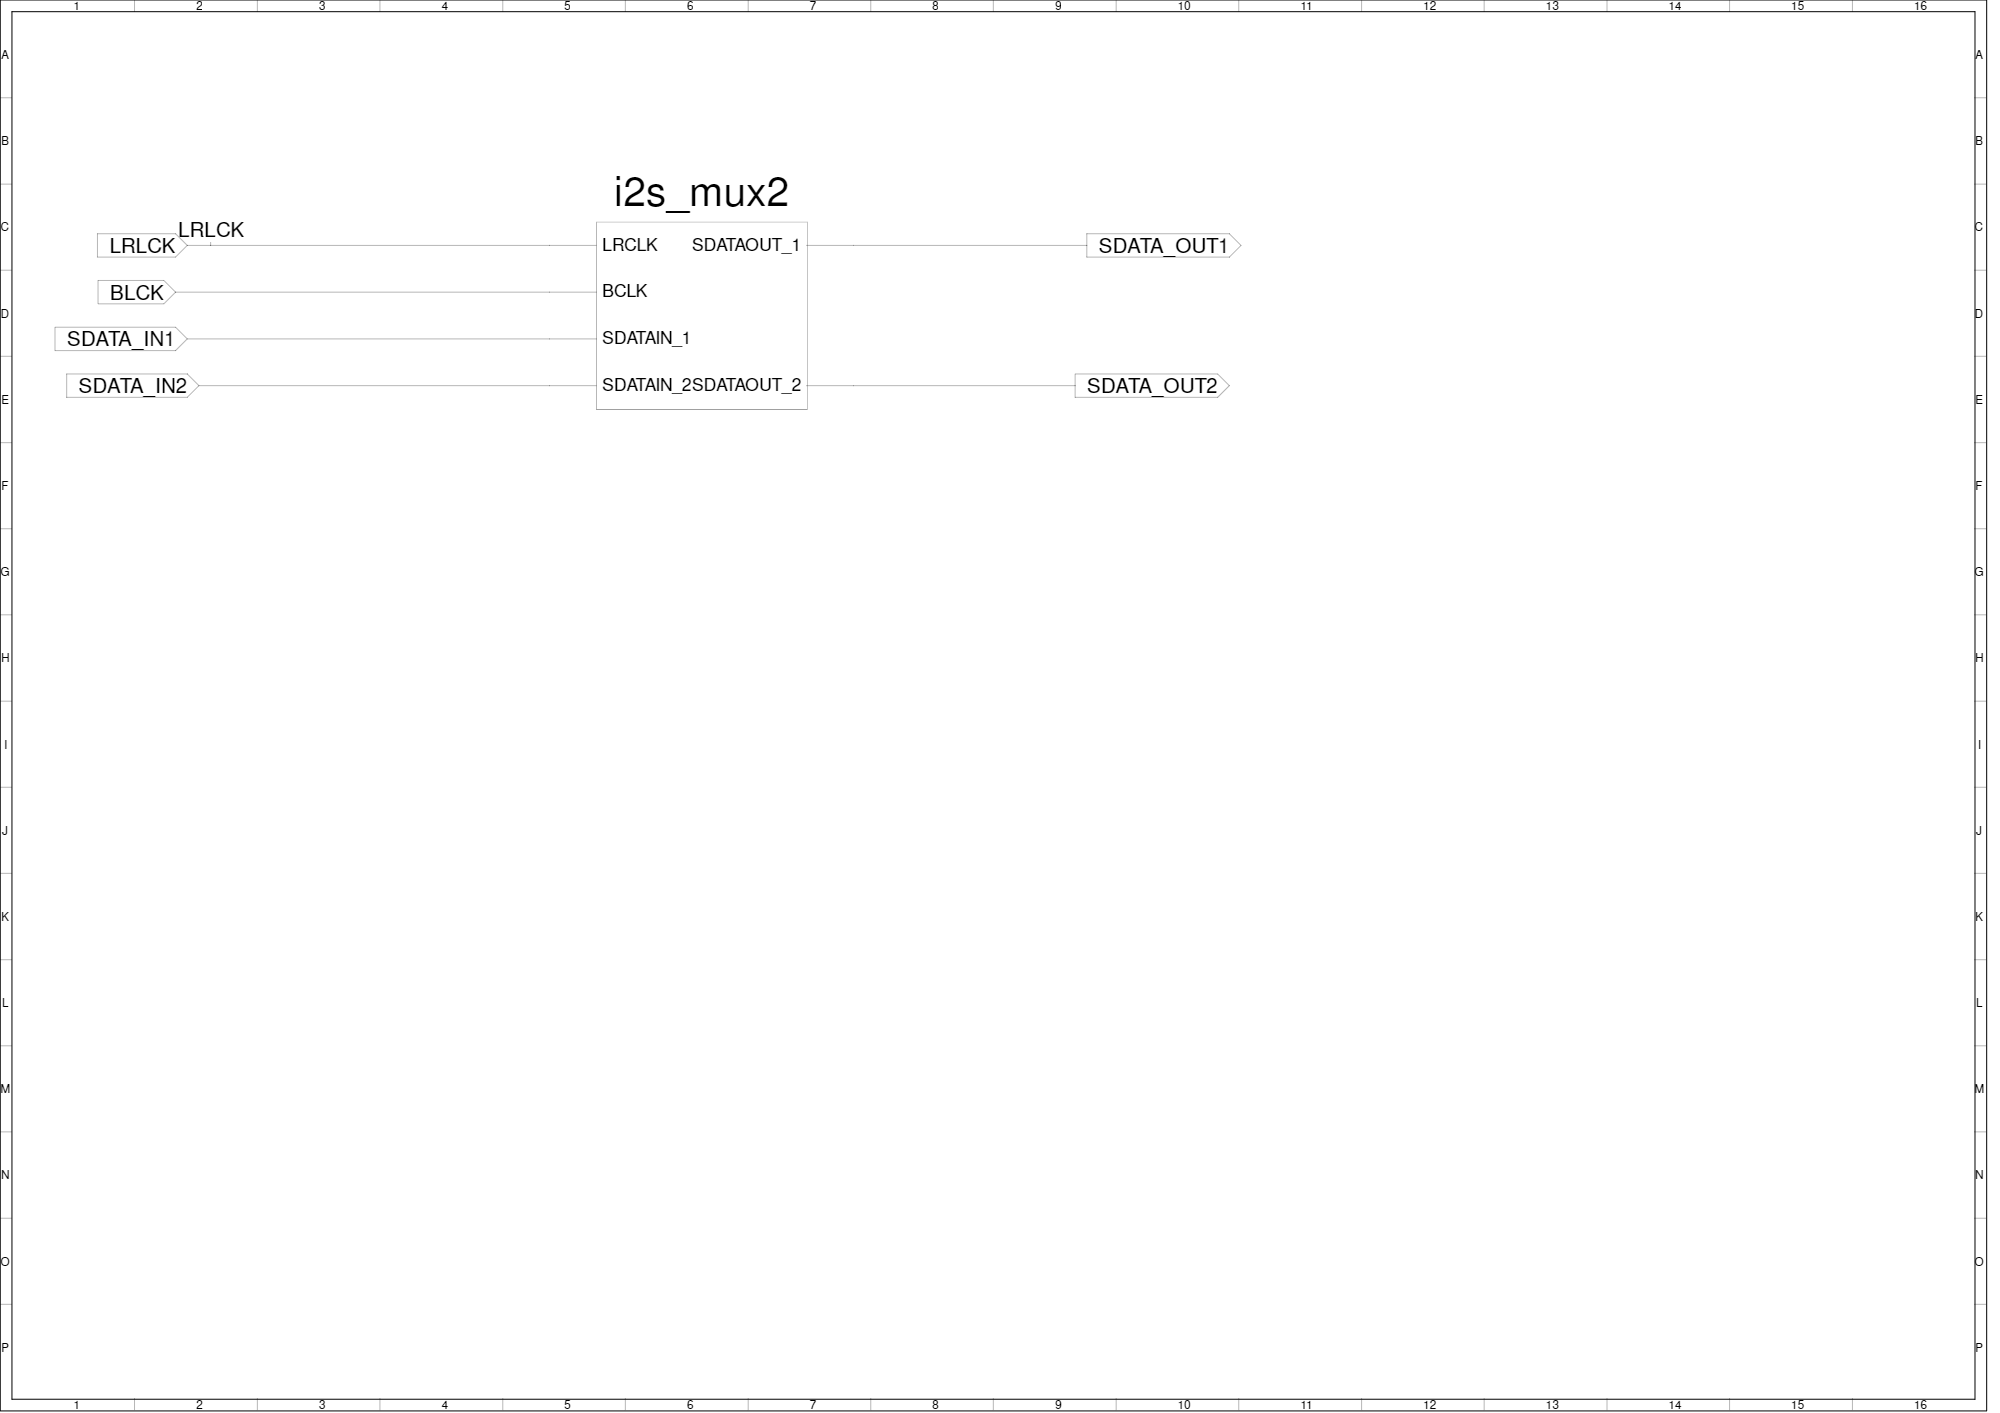 1 2 3 4 5 6 7 8 9 10 11 12 13 14 15 16
A A
B B
i2s_mux2
C C
LRLCK
LRLCK LRCLK SDATAOUT_1 SDATA_OUT1
BLCK BCLK
D D
SDATA_IN1 SDATAIN_1
SDATA_IN2 SDATAIN_2 SDATAOUT_2 SDATA_OUT2
E E
F F
G G
H H
I I
J J
K K
L L
M M
N N
O O
P P
1 2 3 4 5 6 7 8 9 10 11 12 13 14 15 16